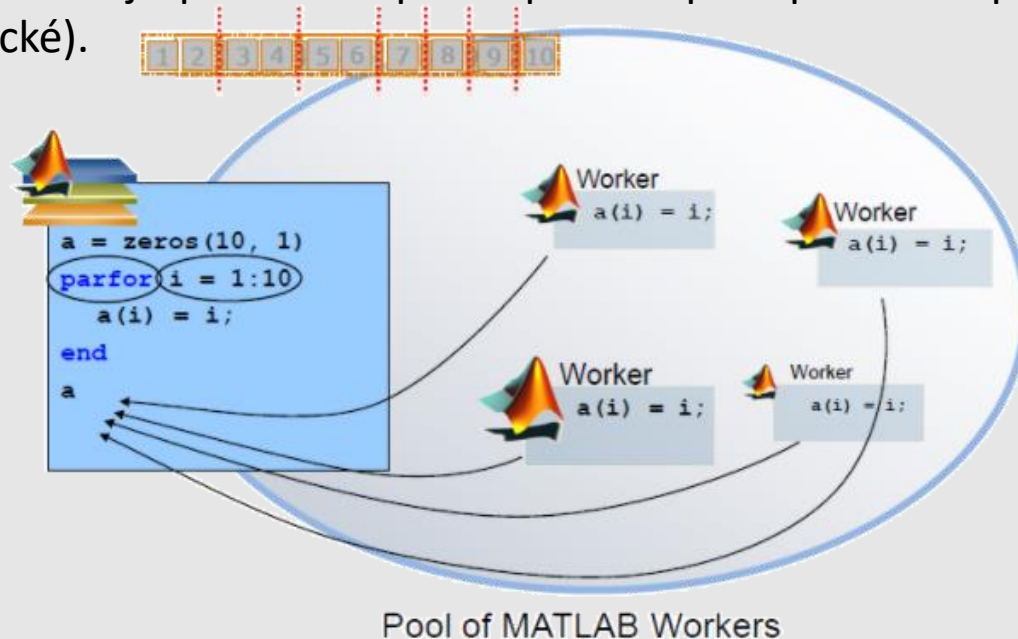 cké).
1 2 3 4 5 6 7 8 9 10
a = zeros(10, 1)
parfor i = 1:10
a(i) = i;
end
a
Worker
a(i) = i;
Worker
a(i) = i;
Worker
a(i) = i;
Worker
a(i) = i;
Pool of MATLAB Workers